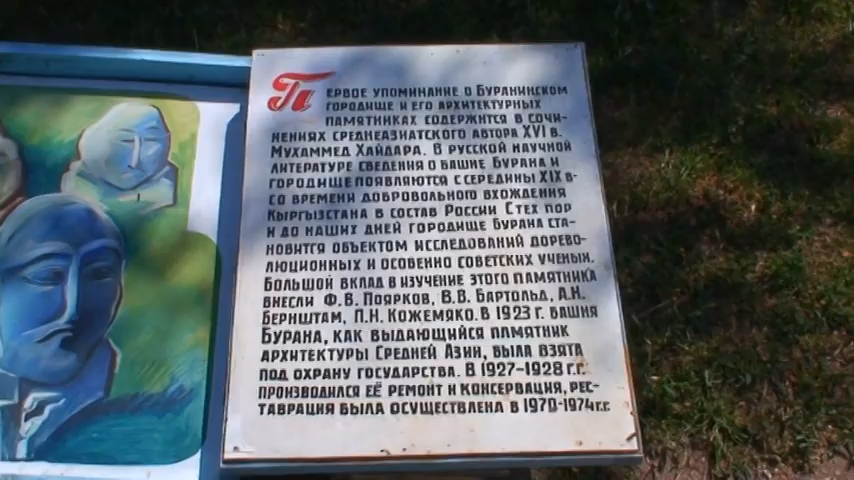 Первое упоминание о Буранинском
городище и его архитектурных
памятниках содержится в сочи-
нениях среднеазиатского автора XVI в.
Мухаммед Хайдара. В русской научной
литературе сведения о башне Бурана и
городище появляются с середины XIX в-
со времени добровольного вхождения
Кыргызстана в состав России. С тех пор
и до наших дней городище Бурана ста-
новится объектом исследований дорево-
люционных и особенно советских ученых.
Большой вклад в изучение этого памятника
внесли Ф.В. Поярков, В.В. Бартольд, А.Н.
Бернштам, П.Н. Кожемяко. В 1923 г. башня
Бурана, как выдающийся памятник
архитектуры Средней Азии, была взята
под охрану государства. В 1927-1928 г.г.
производился её ремонт и консервация, рес-
таврация была осуществлена в 1970-1974г.г.